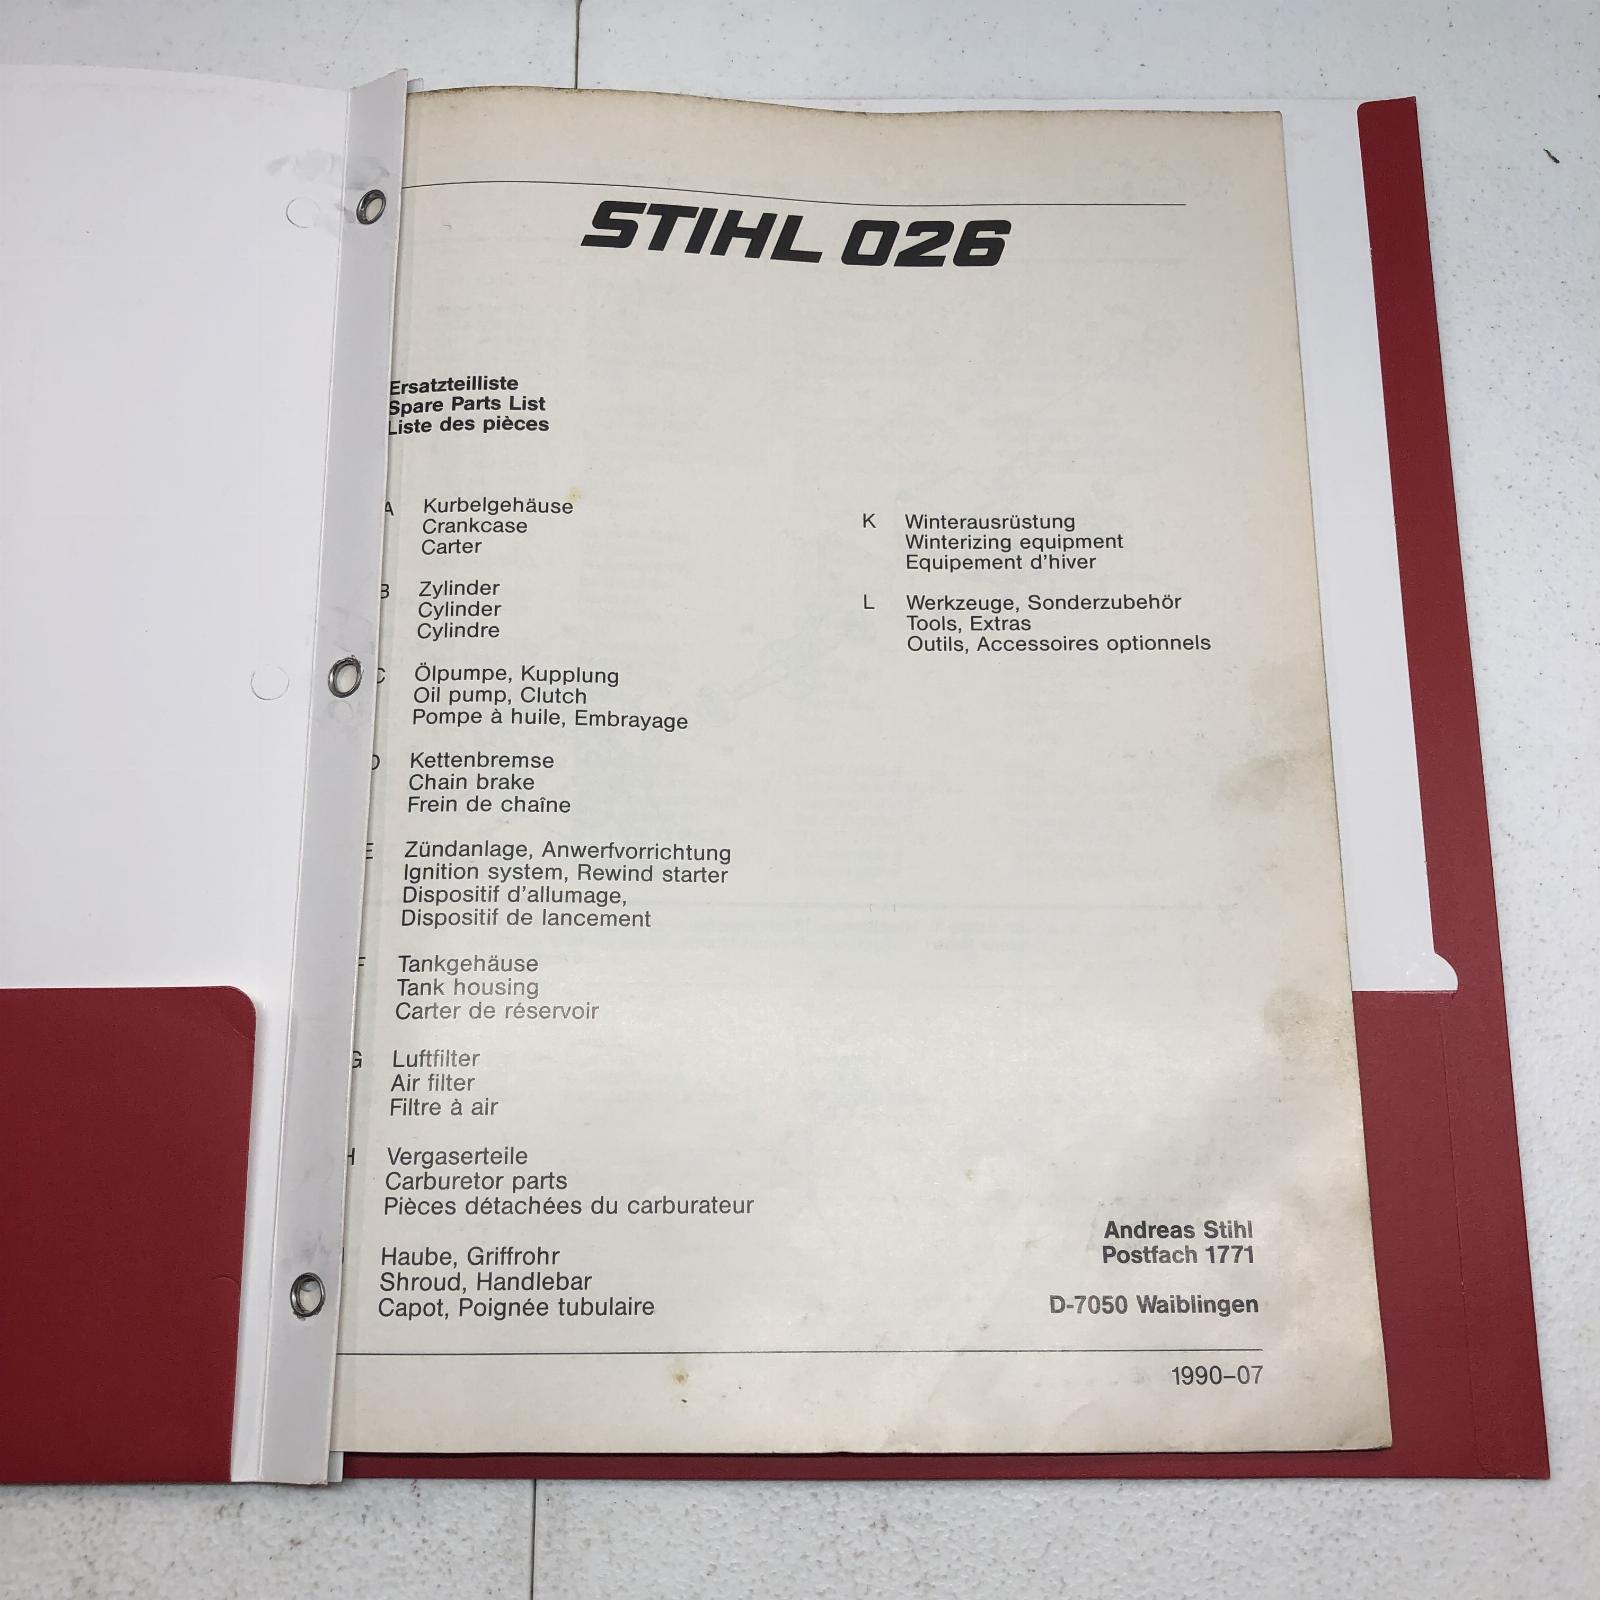 STIHL 026
Ersatzteilliste
Spare Parts List
Liste des pièces
A Kurbelgehäuse
Crankcase
Carter
B Zylinder
Cylinder
Cylindre
C Ölpumpe, Kupplung
Oil pump, Clutch
Pompe à huile, Embrayage
D Kettenbremse
Chain brake
Frein de chaîne
E Zündanlage, Anwerfvorrichtung
Ignition system, Rewind starter
Dispositif d'allumage,
Dispositif de lancement
F Tankgehäuse
Tank housing
Carter de réservoir
G Luftfilter
Air filter
Filtre à air
H Vergaserteile
Carburetor parts
Pièces détachées du carburateur
Haube, Griffrohr
Shroud, Handlebar
Capot, Poignée tubulaire
K Winterausrüstung
Winterizing equipment
Equipement d'hiver
L Werkzeuge, Sonderzubehör
Tools, Extras
Outils, Accessoires optionnels
Andreas Stihl
Postfach 1771
D-7050 Waiblingen
1990–07